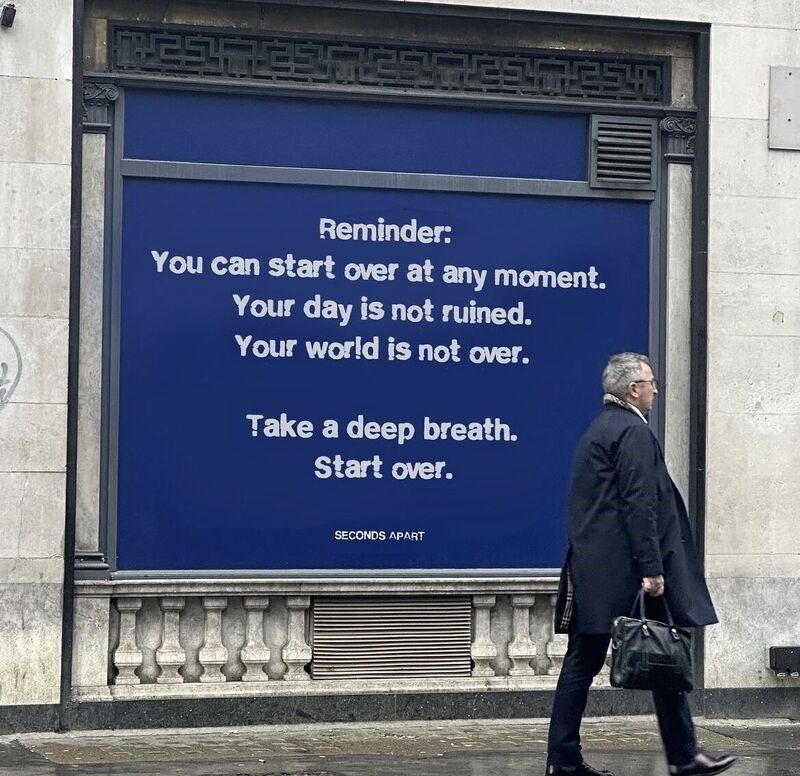 Reminder:
You can start over at any moment.
Your day is not ruined.
Your world is not over.
Take a deep breath.
Start over.
SECONDS APART